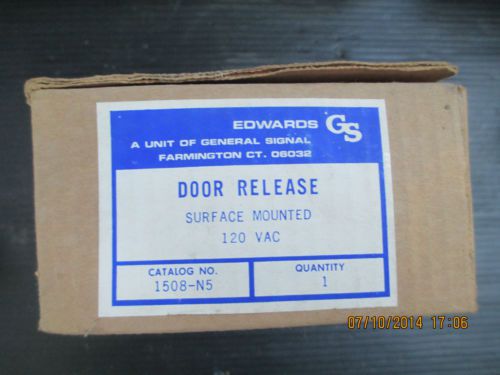 EDWARDS GS
A UNIT OF GENERAL SIGNAL
FARMINGTON CT. 06032
DOOR RELEASE
SURFACE MOUNTED
120 VAC
CATALOG NO.
1508-N5
QUANTITY
1
07/10/2014 17:06